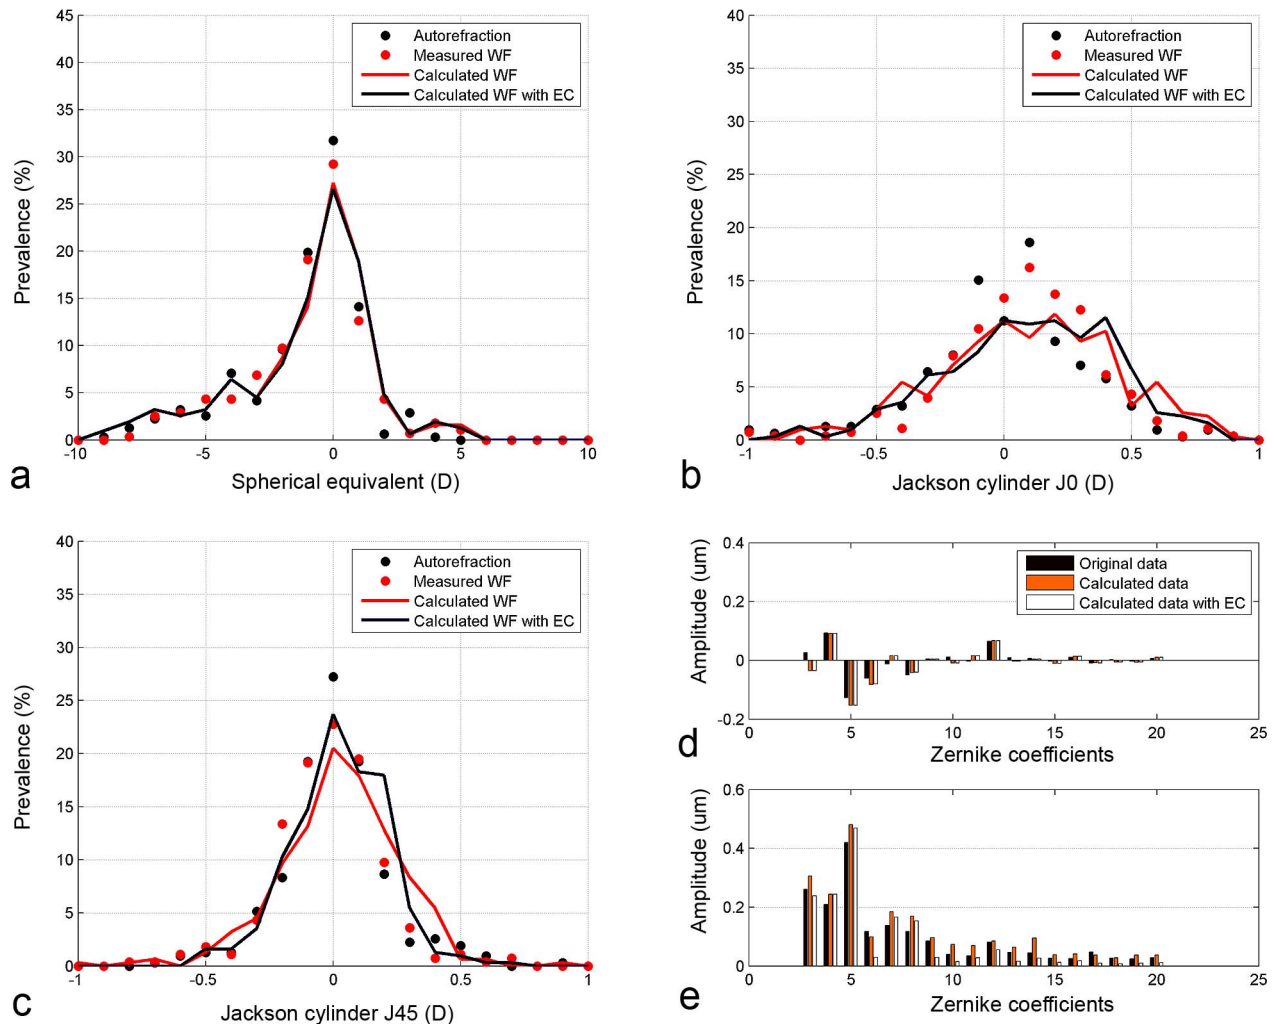 45
40
35
30
25
20
15
10
5
0
-10
-5
0
5
10
Prevalence (%)
Spherical equivalent (D)
Autorefraction
Measured WF
Calculated WF
Calculated WF with EC
a
40
35
30
25
20
15
10
5
0
-1
-0.5
0
0.5
1
Prevalence (%)
Jackson cylinder J0 (D)
Autorefraction
Measured WF
Calculated WF
Calculated WF with EC
b
40
35
30
25
20
15
10
5
0
-1
-0.5
0
0.5
1
Prevalence (%)
Jackson cylinder J45 (D)
Autorefraction
Measured WF
Calculated WF
Calculated WF with EC
c
0.4
0.2
0
-0.2
0
5
10
15
20
25
Amplitude (um)
Zernike coefficients
Original data
Calculated data
Calculated data with EC
d
0.6
0.4
0.2
0
0
5
10
15
20
25
Amplitude (um)
Zernike coefficients
e